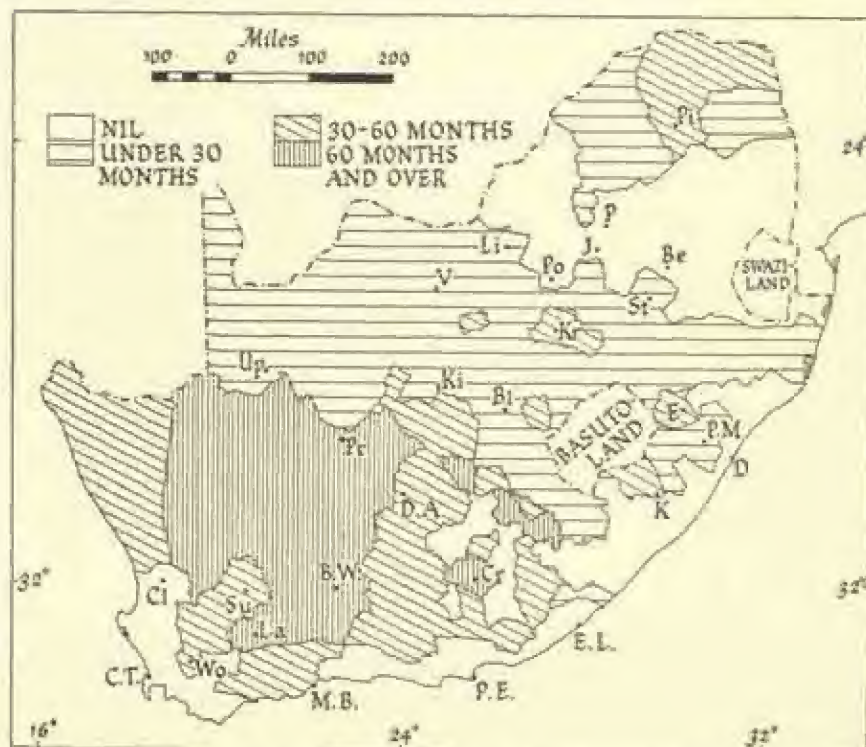 Miles
100 0 100 200
NIL
UNDER 30 MONTHS
30-60 MONTHS
60 MONTHS AND OVER
24°
Pi
P
J.
Li
Po
Be
SWAZI-LAND
V
St
Kr
Up
Ki
Bl
E
BASUTO-LAND
P.M.
D
Pr
D.A.
K
32°
Cl
B.W.
Cr
32°
Su
La
E.L.
Wo
C.T.
M.B.
P.E.
16°
24°
32°